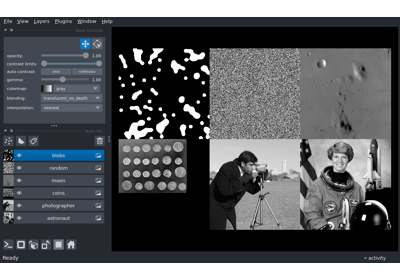 File View Layers Plugins Window Help
opacity: 1.00
contrast limits:
auto-contrast: once continuous
gamma: 1.00
colormap: gray
blending: translucent_no_depth
interpolation: nearest
blobs
random
moon
coins
photographer
astronaut
Ready
activity